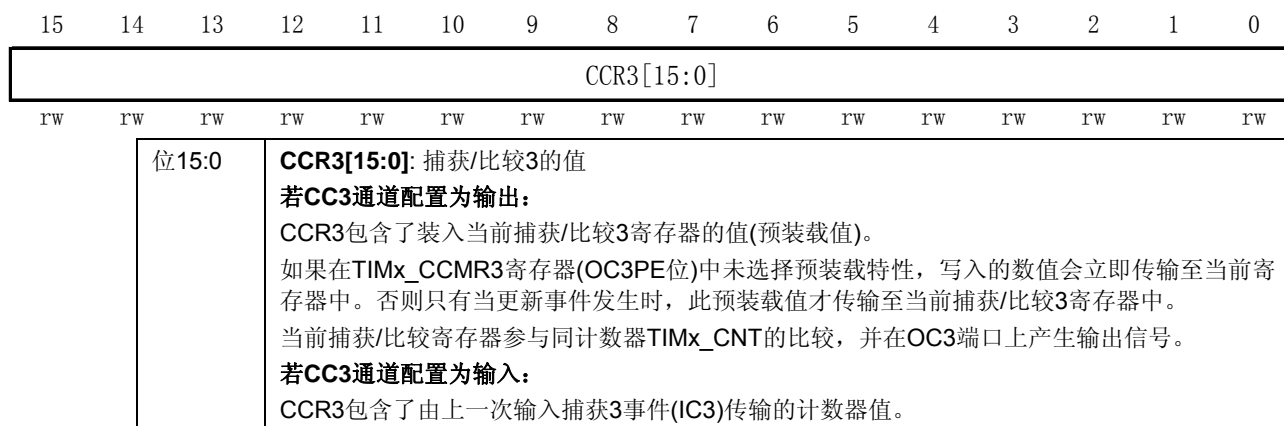 15 14 13 12 11 10 9 8 7 6 5 4 3 2 1 0
CCR3[15:0]
rw rw rw rw rw rw rw rw rw rw rw rw rw rw rw rw
位15:0 CCR3[15:0]: 捕获/比较3的值
若CC3通道配置为输出：
CCR3包含了装入当前捕获/比较3寄存器的值(预装载值)。
如果在TIMx_CCMR3寄存器(OC3PE位)中未选择预装载特性，写入的数值会立即传输至当前寄
存器中。否则只有当更新事件发生时，此预装载值才传输至当前捕获/比较3寄存器中。
当前捕获/比较寄存器参与同计数器TIMx_CNT的比较，并在OC3端口上产生输出信号。
若CC3通道配置为输入：
CCR3包含了由上一次输入捕获3事件(IC3)传输的计数器值。